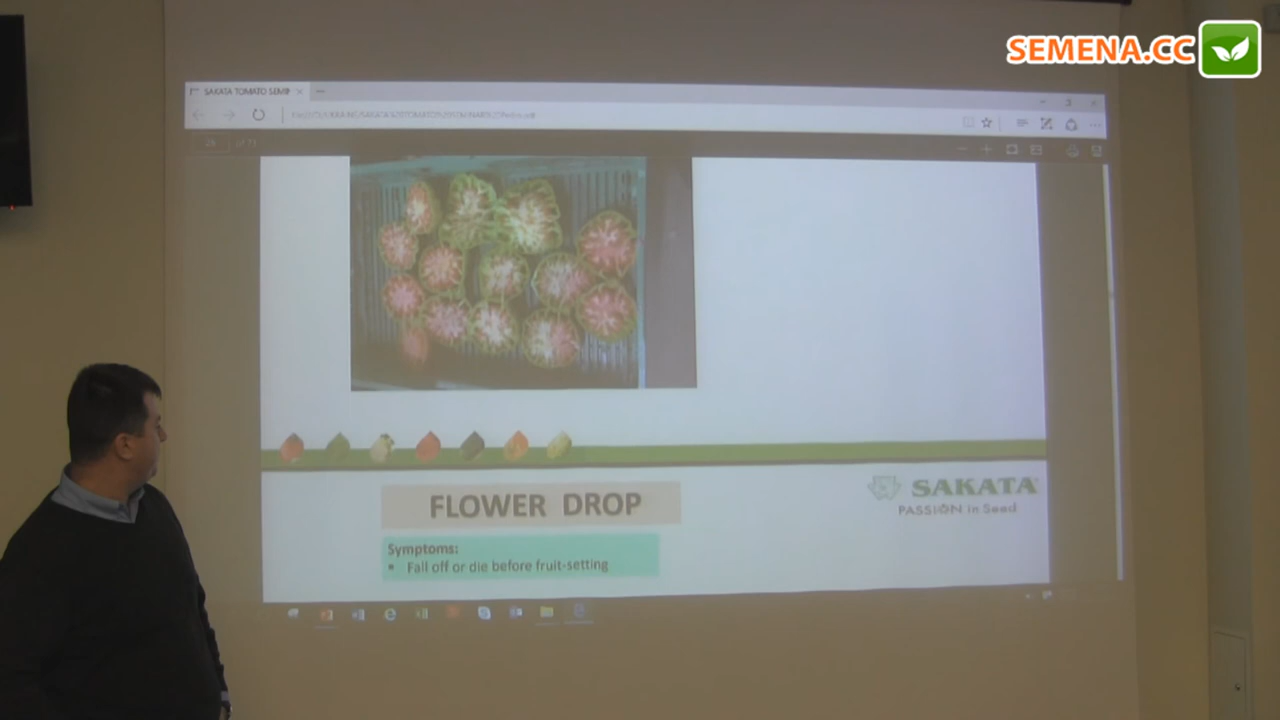 SEMENA.CC
SAKATA TOMATO SEMI
FLOWER DROP
SAKATA
PASSION in Seed
Symptoms:
• Fall off or die before fruit-setting